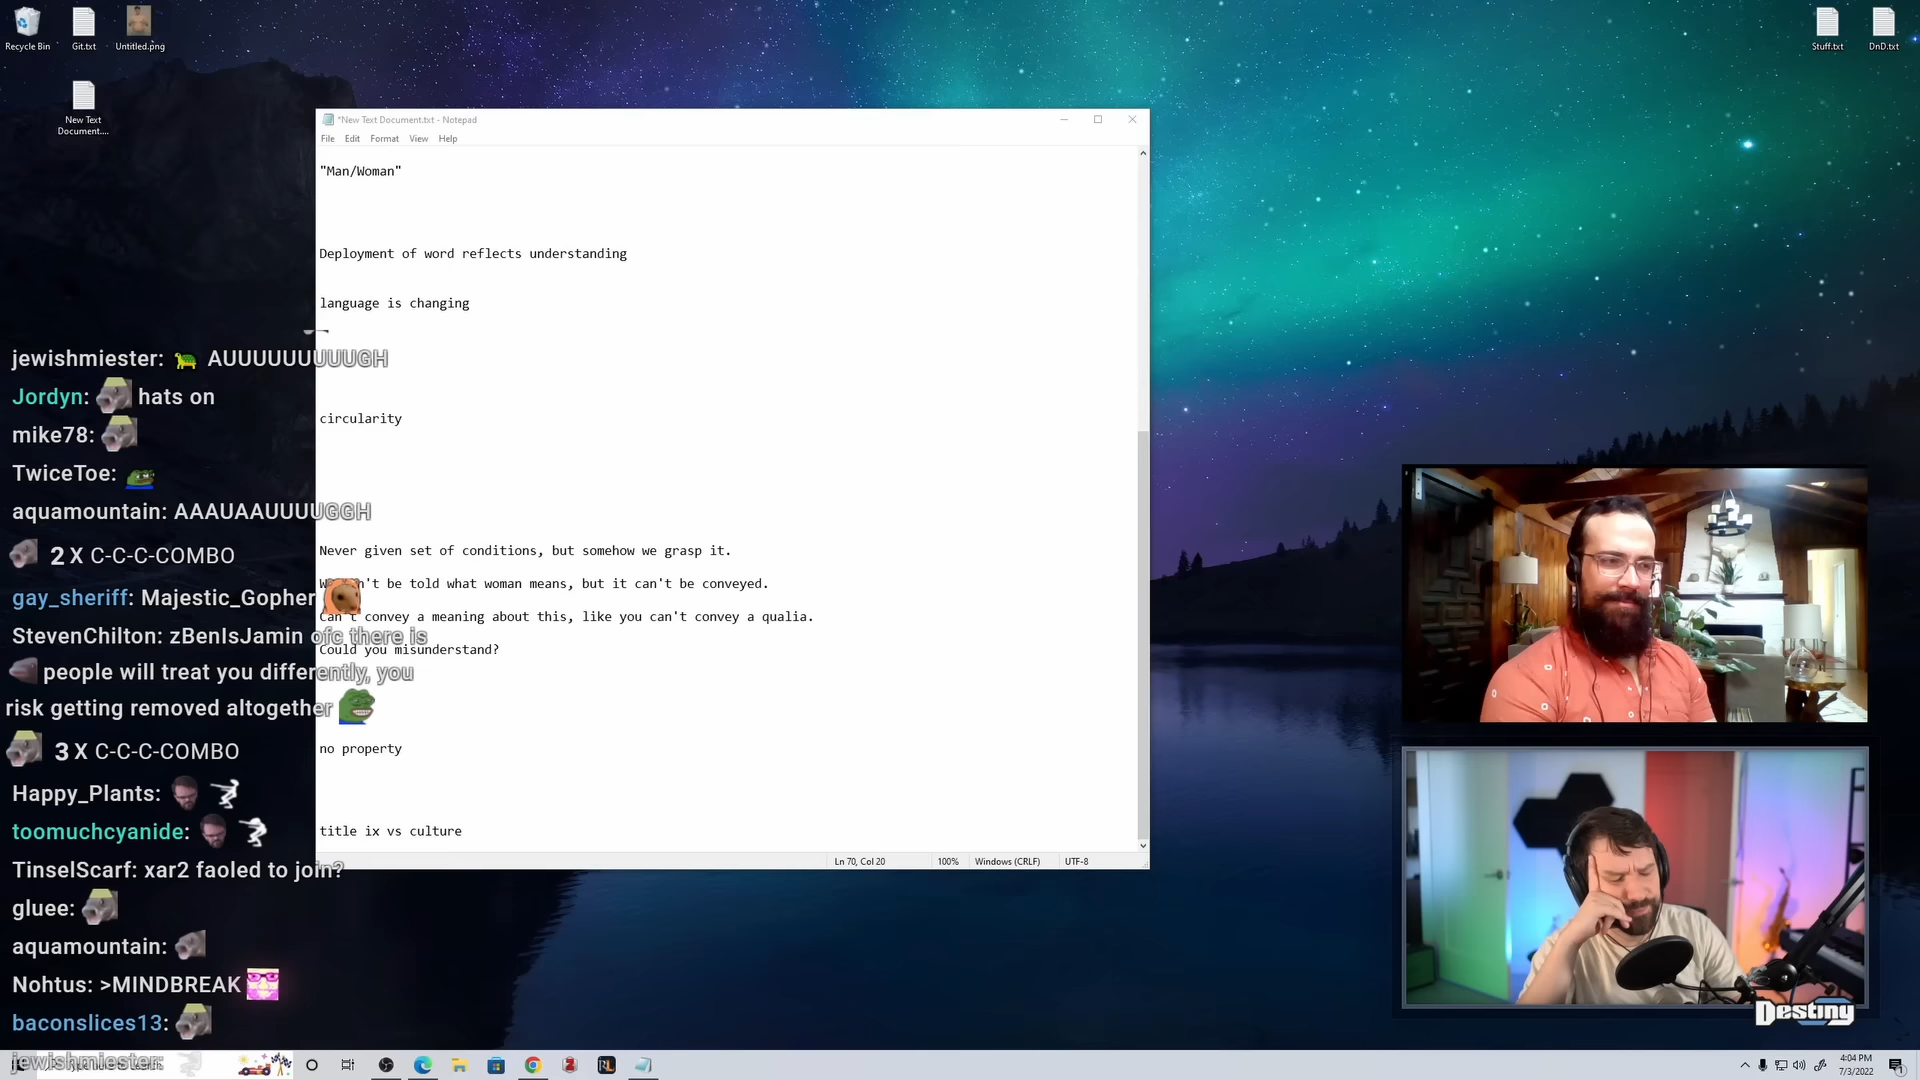 Recycle Bin
Git.txt
Untitled.png
Stuff.txt
DnD.txt
New Text
Document....
*New Text Document.txt - Notepad
File Edit Format View Help
"Man/Woman"
Deployment of word reflects understanding
language is changing
circularity
Never given set of conditions, but somehow we grasp it.
't be told what woman means, but it can't be conveyed.
Can't convey a meaning about this, like you can't convey a qualia.
Could you misunderstand?
no property
title ix vs culture
Ln 70, Col 20 100% Windows (CRLF) UTF-8
jewishmiester: AUUUUUUUUUGH
Jordyn: hats on
mike78:
TwiceToe:
aquamountain: AAAUAAUUUUGGH
2 X C-C-C-COMBO
gay_sheriff: Majestic_Gopher
StevenChilton: zBenIsJamin ofc there is
people will treat you differently, you
risk getting removed altogether
3 X C-C-C-COMBO
Happy_Plants:
toomuchcyanide:
TinselScarf: xar2 faoled to join?
gluee:
aquamountain:
Nohtus: >MINDBREAK
baconslices13:
jewishmiester:
Destiny
4:04 PM
7/3/2022